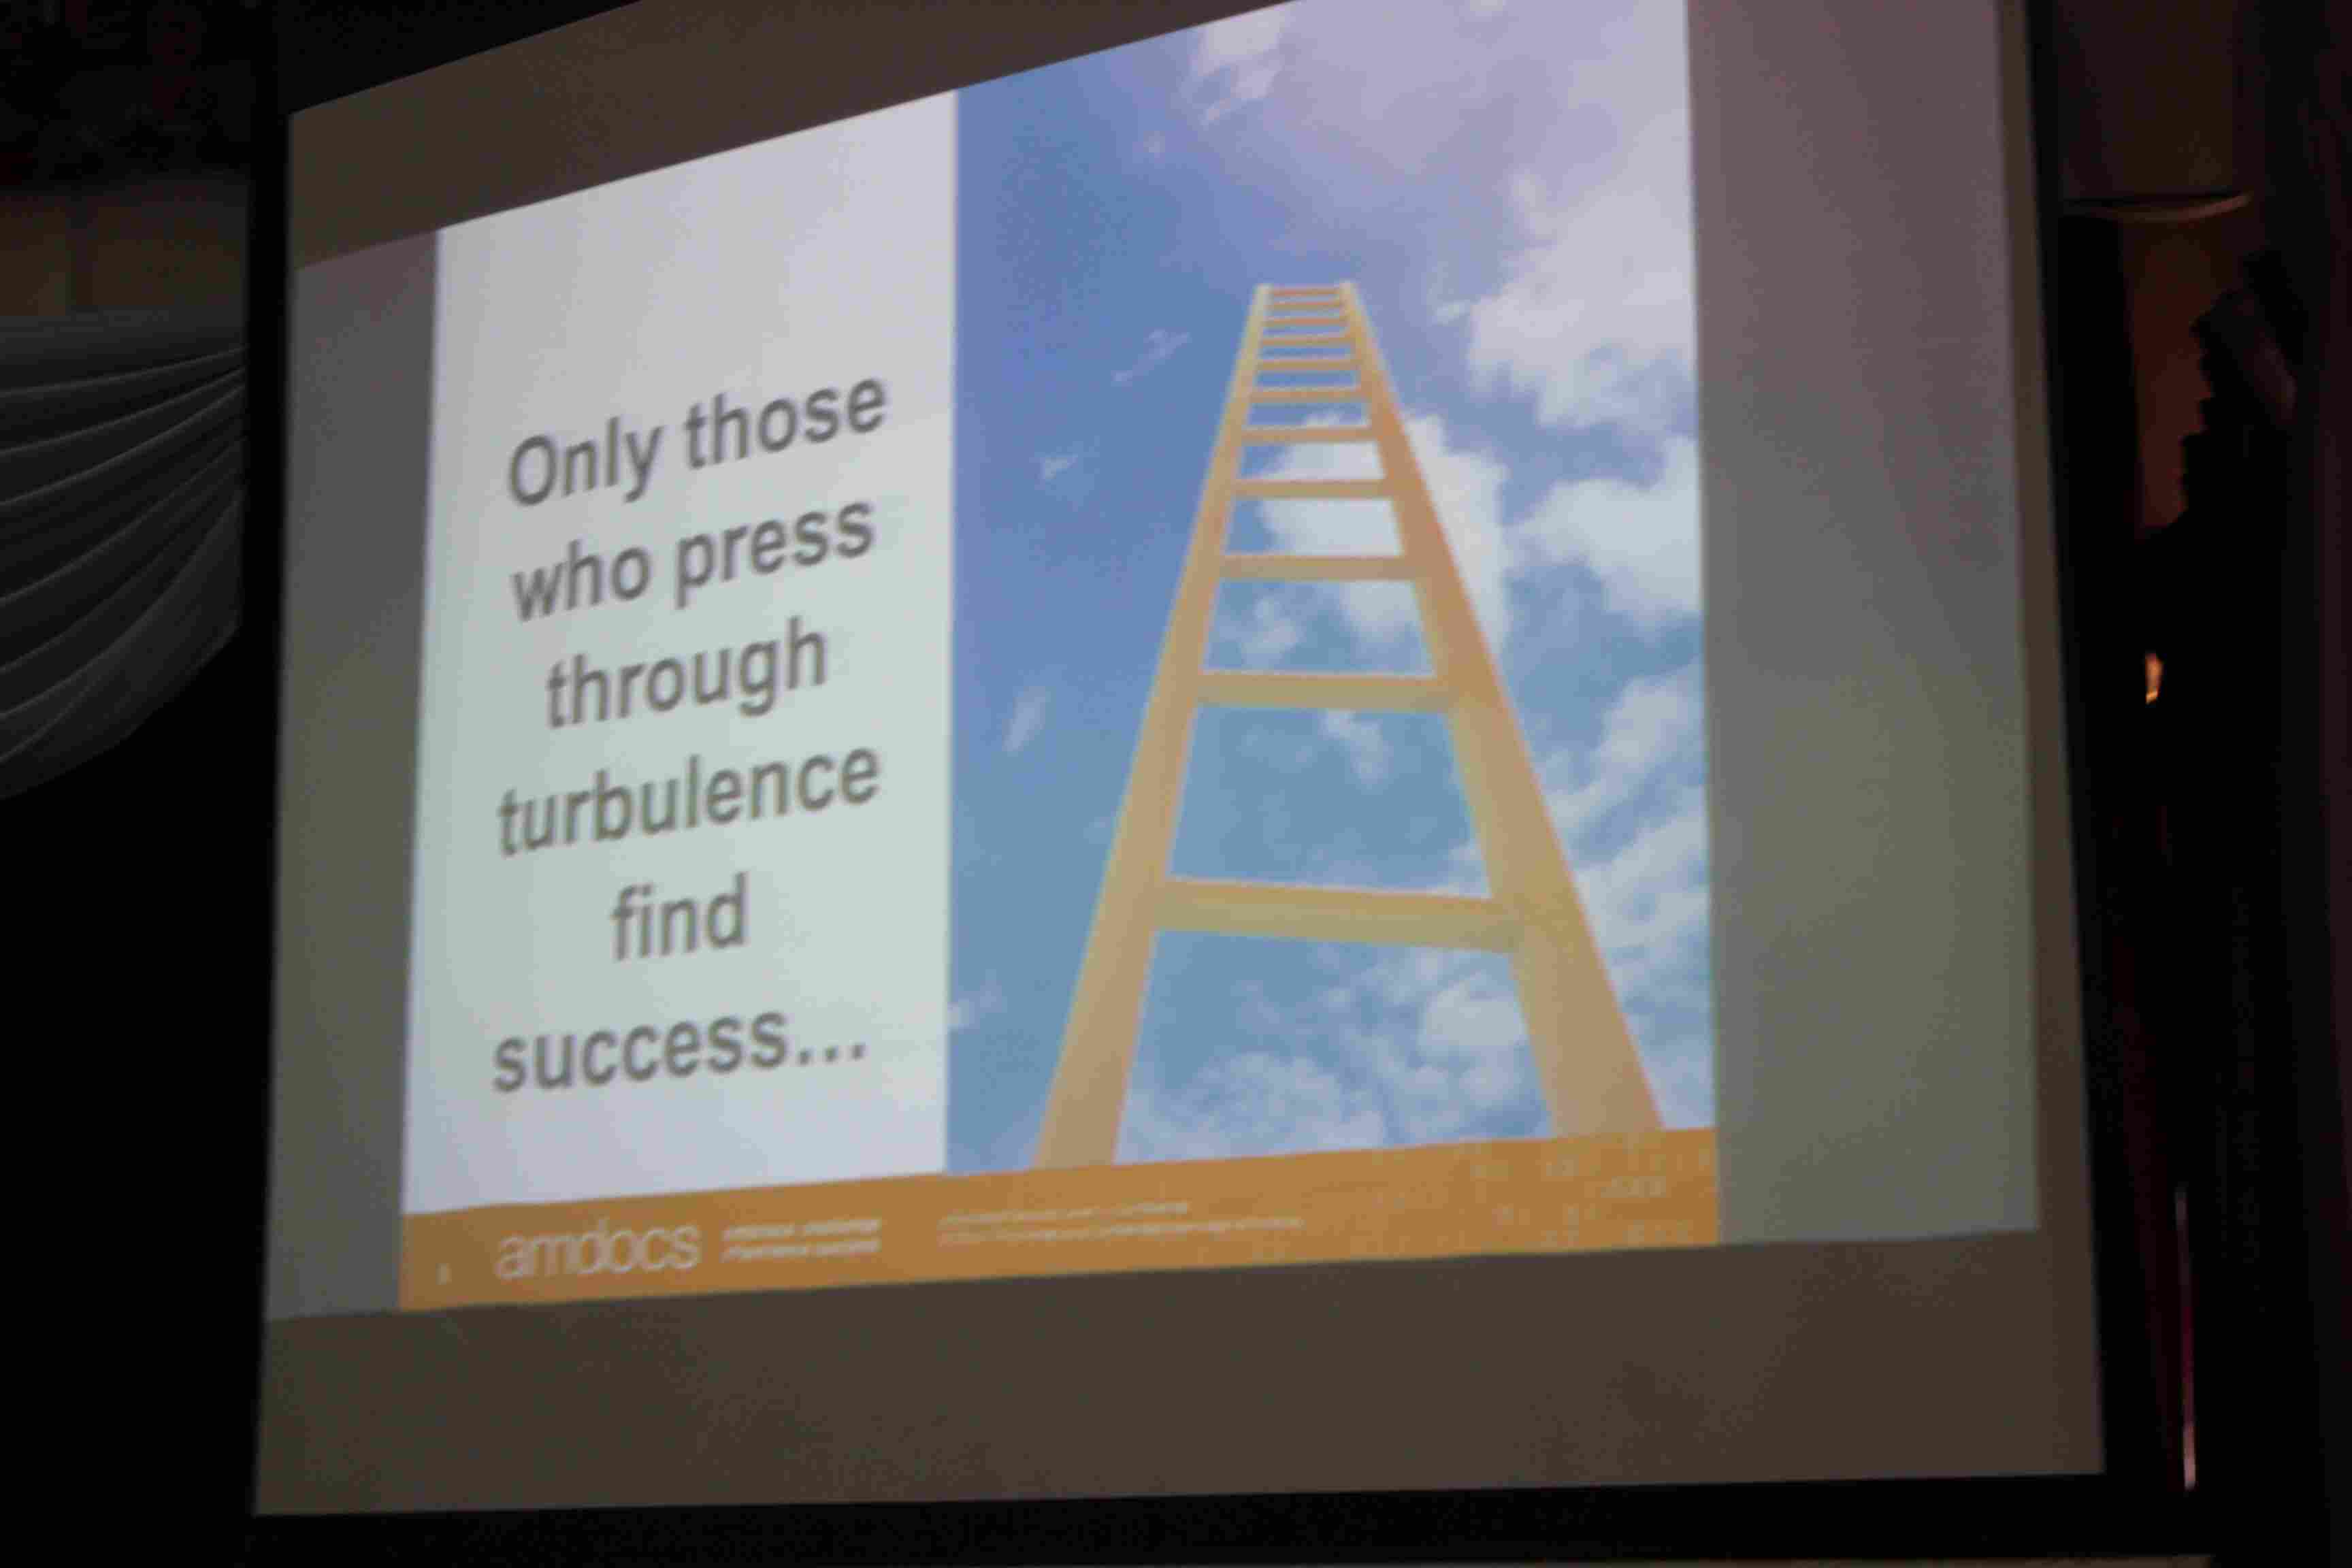 Only those
who press
through
turbulence
find
success...
amdocs